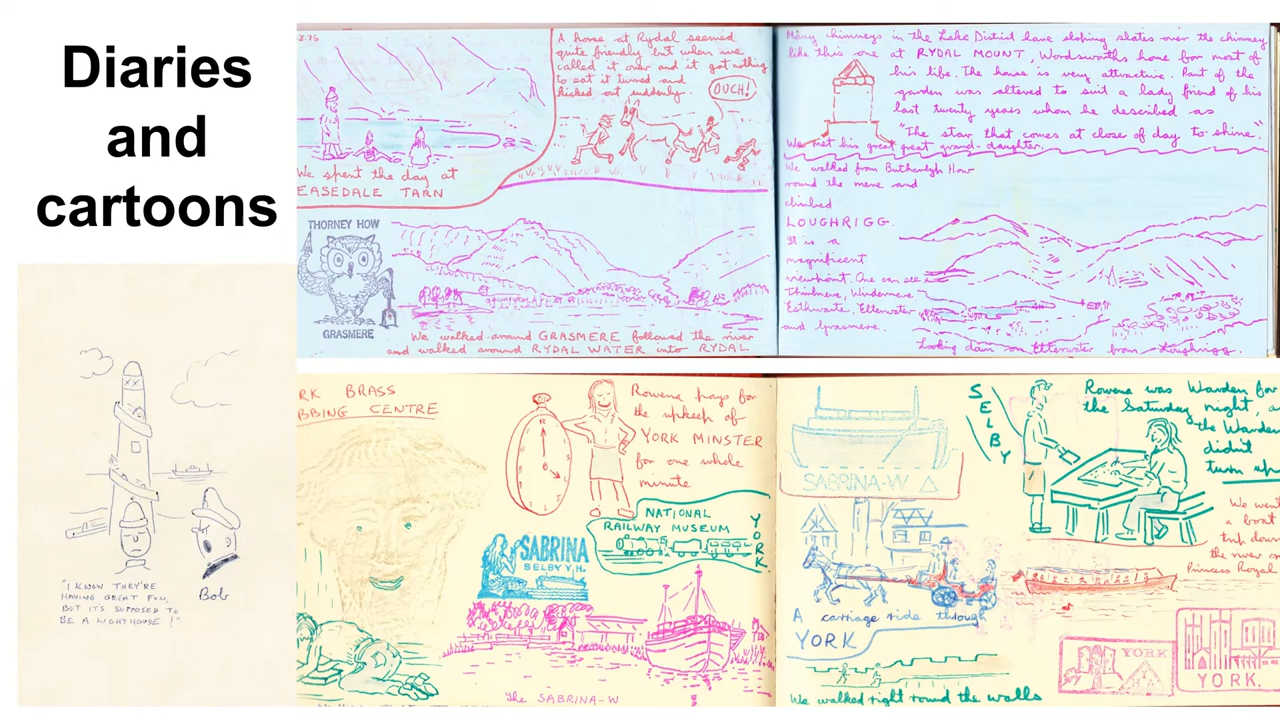 Diaries
and
cartoons
"I KNOW THEY'RE
HAVING GREAT FUN,
BUT IT'S SUPPOSED TO
BE A LIGHTHOUSE!"
Bob
We spent the day at
EASEDALE TARN
A horse at Rydal seemed
quite friendly but when we
called it over and it got nothing
to eat it turned and
kicked out suddenly.
OUCH!
THORNEY HOW
GRASMERE
We walked around GRASMERE followed the river
and walked around RYDAL WATER into RYDAL
Many chimneys in the Lake District have sloping slates over the chimney
like this one at RYDAL MOUNT, Wordsworths home for most of
his life. The house is very attractive. Part of the
garden was altered to suit a lady friend of his
last twenty years whom he described as
"The star that comes at close of day to shine."
We met his great great grand-daughter.
We walked from Butharlyp How
round the mere and
climbed
LOUGHRIGG.
It is a
magnificent
viewpoint. One can see
Thirlmere, Windermere
Esthwaite, Elterwater
and Grasmere.
Looking down on Elterwater from Loughrigg.
RK BRASS
BBING CENTRE
Rowena pays for
the upkeep of
YORK MINSTER
for one whole
minute
NATIONAL
RAILWAY MUSEUM
YORK
SABRINA
SELBY Y.H.
The SABRINA-W
SABRINA-W
SELBY
Rowena was Warden for
the Saturday night, as
the Warden
didn't
turn up
We went
a boat
trip down
the river on
Princess Royal
A carriage ride through
YORK
We walked right round the walls
YORK
YORK.